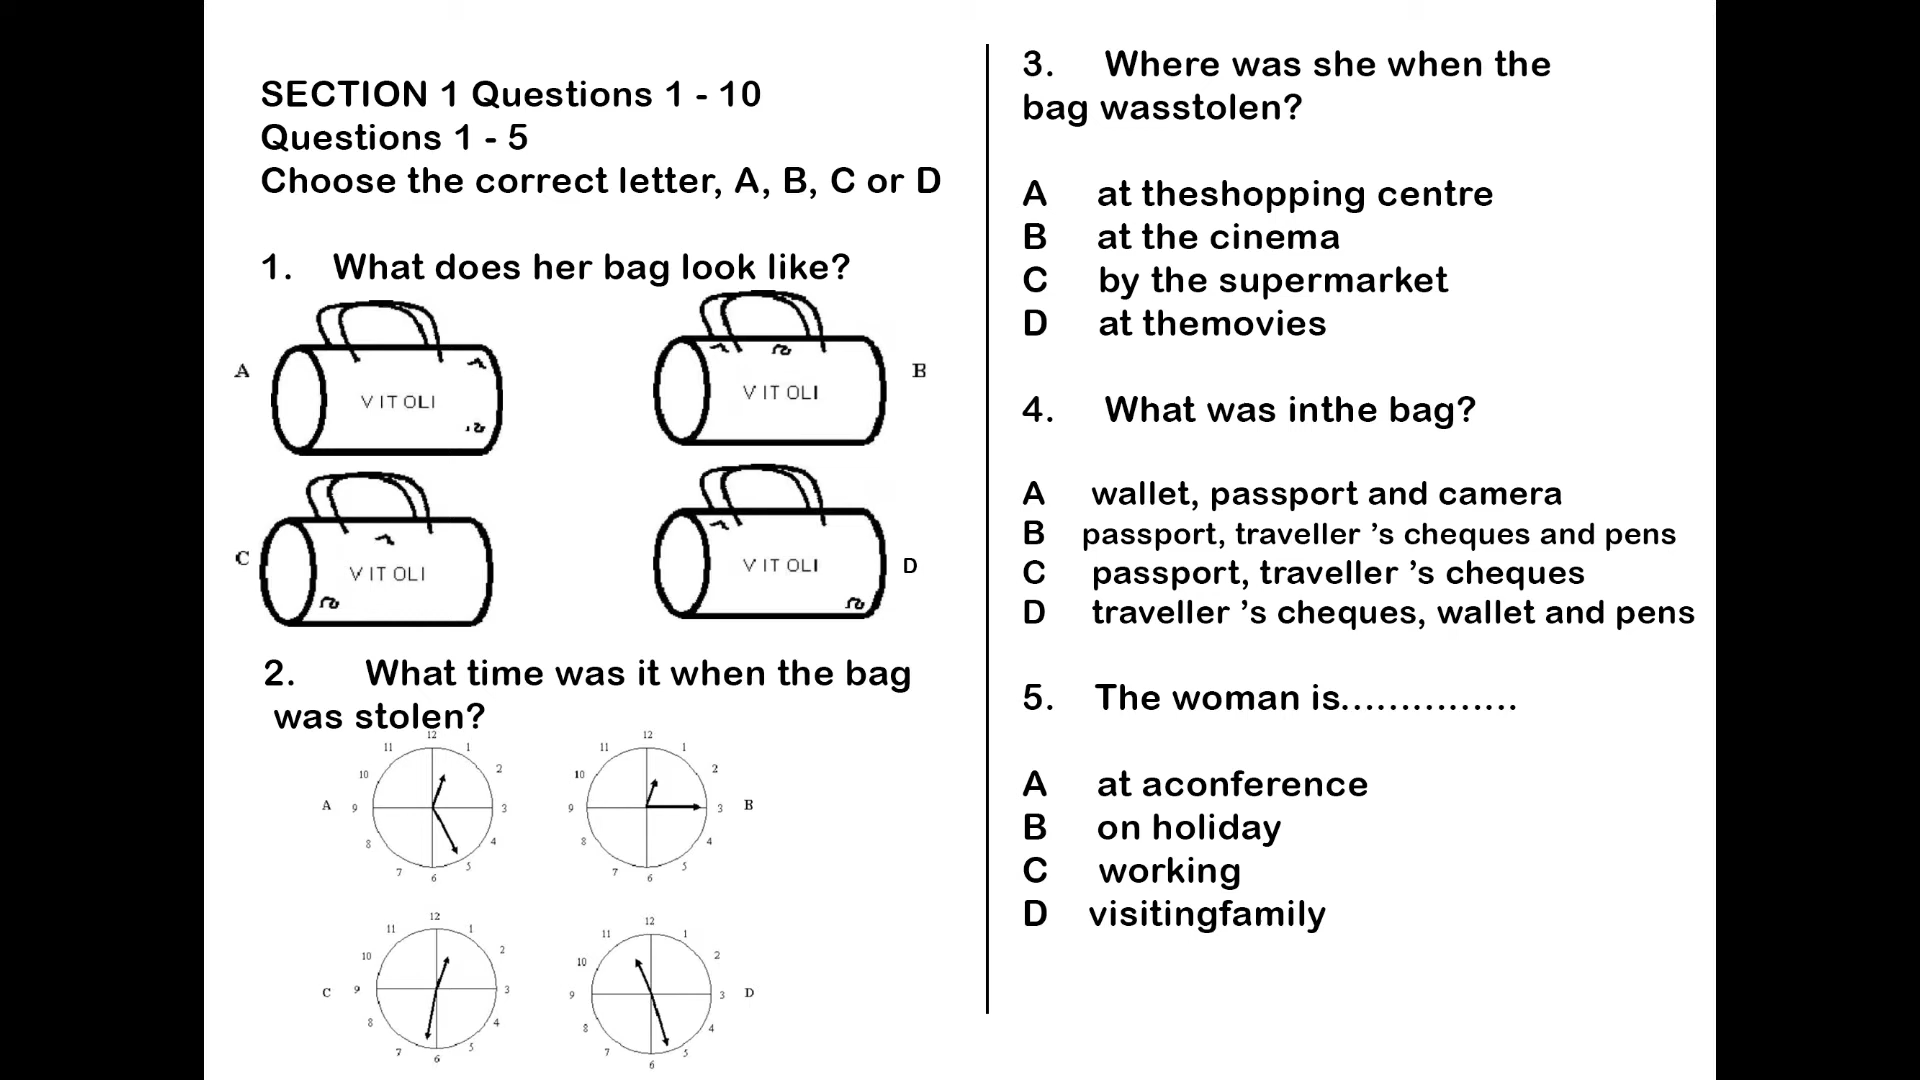 SECTION 1 Questions 1 - 10
Questions 1 - 5
Choose the correct letter, A, B, C or D
1. What does her bag look like?
A
VITOLI
VITOLI
B
C
VITOLI
VITOLI
D
2. What time was it when the bag
was stolen?
A
12
1
2
3
4
5
6
7
8
9
10
11
12
1
2
3
4
5
6
7
8
9
10
11
B
C
12
1
2
3
4
5
6
7
8
9
10
11
12
1
2
3
4
5
6
7
8
9
10
11
D
3. Where was she when the
bag wasstolen?
A at theshopping centre
B at the cinema
C by the supermarket
D at themovies
4. What was inthe bag?
A wallet, passport and camera
B passport, traveller ’s cheques and pens
C passport, traveller ’s cheques
D traveller ’s cheques, wallet and pens
5. The woman is...............
A at aconference
B on holiday
C working
D visitingfamily